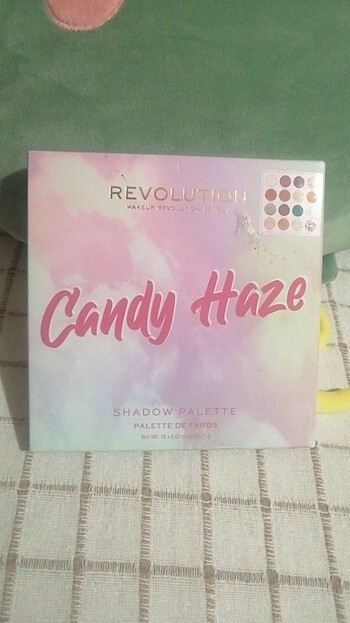 REVOLUTION
Candy Haze
SHADOW PALETTE
PALETTE DE FARDS